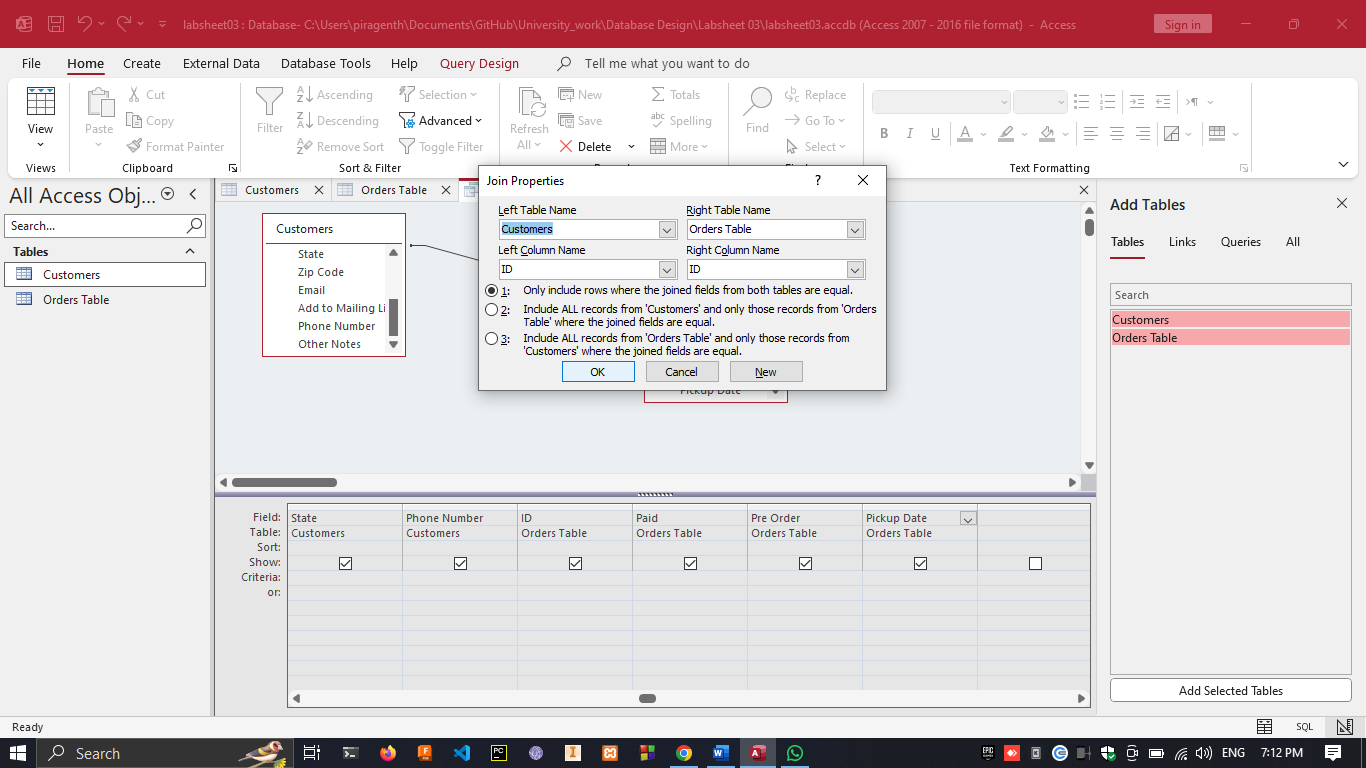 labsheet03 : Database- C:\Users\piragenth\Documents\GitHub\University_work\Database Design\Labsheet 03\labsheet03.accdb (Access 2007 - 2016 file format) - Access
Sign in
File Home Create External Data Database Tools Help Query Design Tell me what you want to do
View
Views
Paste
Cut
Copy
Format Painter
Clipboard
Filter
Ascending
Descending
Remove Sort
Selection
Advanced
Toggle Filter
Sort & Filter
Refresh
All
New
Save
Delete
Totals
Spelling
More
Find
Replace
Go To
Select
B I U A
Text Formatting
All Access Obj...
Search...
Tables
Customers
Orders Table
Customers
Orders Table
Customers
State
Zip Code
Email
Add to Mailing Li
Phone Number
Other Notes
Pickup Date
Join Properties
?
Left Table Name Right Table Name
Customers Orders Table
Left Column Name Right Column Name
ID ID
1: Only include rows where the joined fields from both tables are equal.
2: Include ALL records from 'Customers' and only those records from 'Orders
Table' where the joined fields are equal.
3: Include ALL records from 'Orders Table' and only those records from
'Customers' where the joined fields are equal.
OK Cancel New
Field: State Phone Number ID Paid Pre Order Pickup Date
Table: Customers Customers Orders Table Orders Table Orders Table Orders Table
Sort:
Show:
Criteria:
or:
Add Tables
Tables Links Queries All
Search
Customers
Orders Table
Add Selected Tables
Ready
SQL
Search
PC
EPIC
ENG
7:12 PM